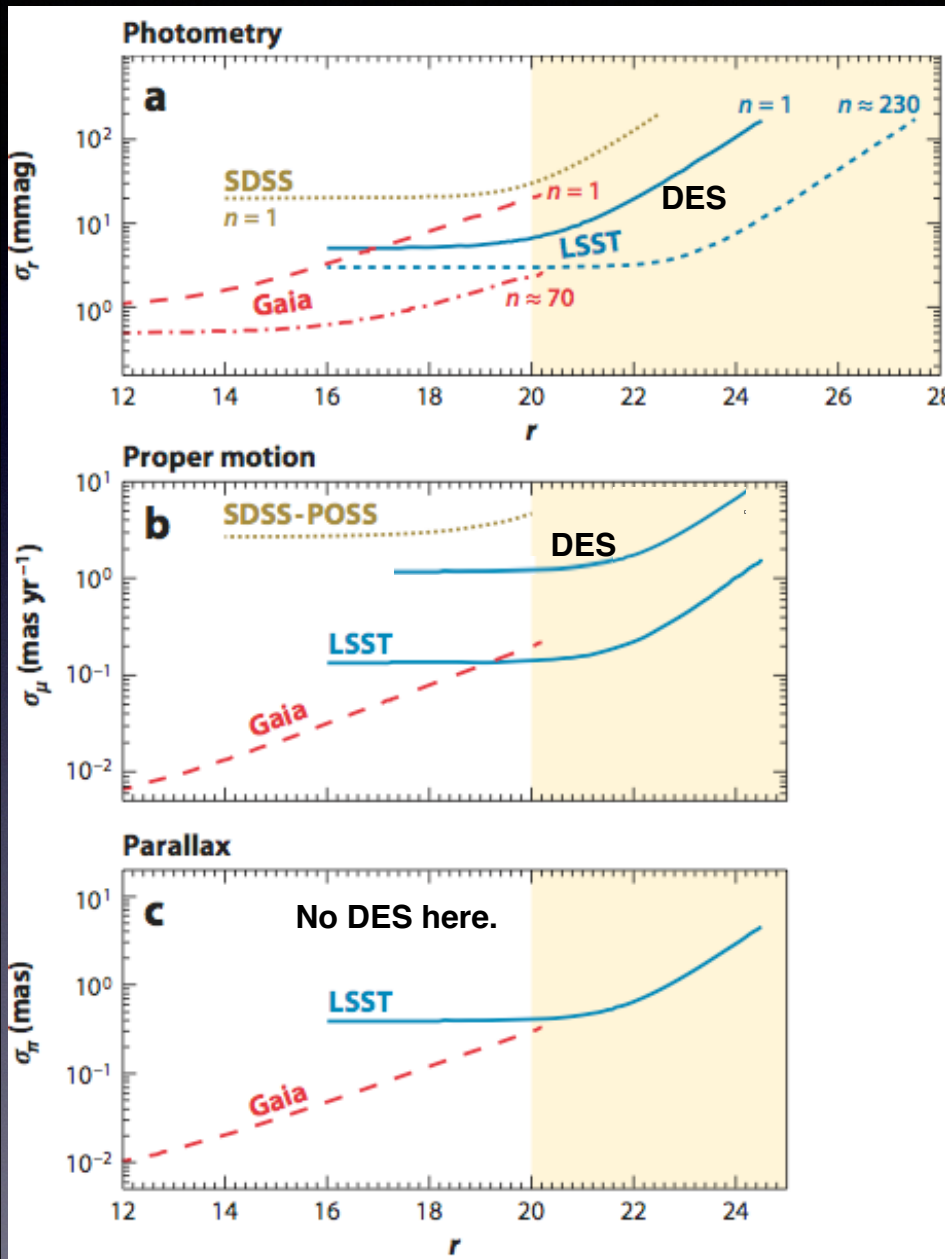 Photometry
a
n = 1
n ≈ 230
10²
SDSS
n = 1
n = 1
DES
10¹
LSST
σᵣ (mmag)
Gaia
n ≈ 70
10⁰
12 14 16 18 20 22 24 26 28
r
Proper motion
10¹
b
SDSS-POSS
DES
10⁰
σ_μ (mas yr⁻¹)
LSST
10⁻¹
Gaia
10⁻²
Parallax
10¹
c
No DES here.
10⁰
LSST
σ_π (mas)
10⁻¹
Gaia
10⁻²
12 14 16 18 20 22 24
r